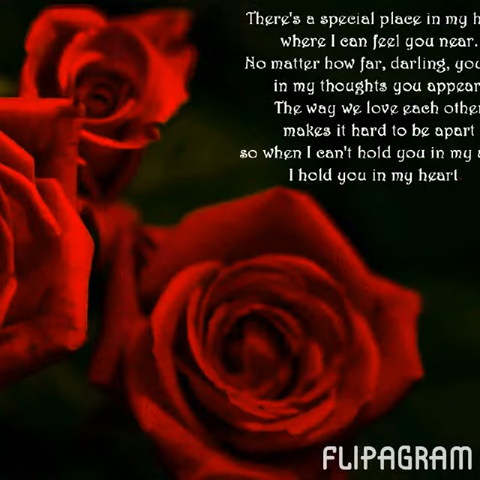 There's a special place in my
where I can feel you near.
No matter how far, darling,
in my thoughts you appear
The way we love each other
makes it hard to be apart
so when I can't hold you in my
I hold you in my heart
FLIPAGRAM